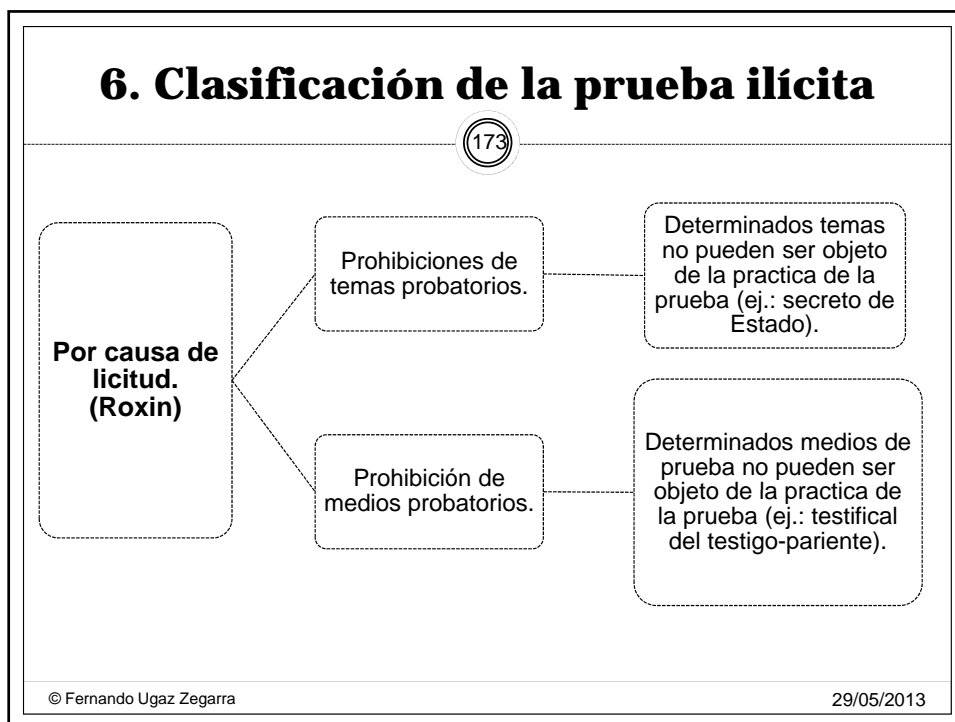 6. Clasificación de la prueba ilícita
173
Por causa de
licitud.
(Roxin)
Prohibiciones de
temas probatorios.
Determinados temas
no pueden ser objeto
de la practica de la
prueba (ej.: secreto de
Estado).
Prohibición de
medios probatorios.
Determinados medios de
prueba no pueden ser
objeto de la practica de
la prueba (ej.: testifical
del testigo-pariente).
© Fernando Ugaz Zegarra
29/05/2013